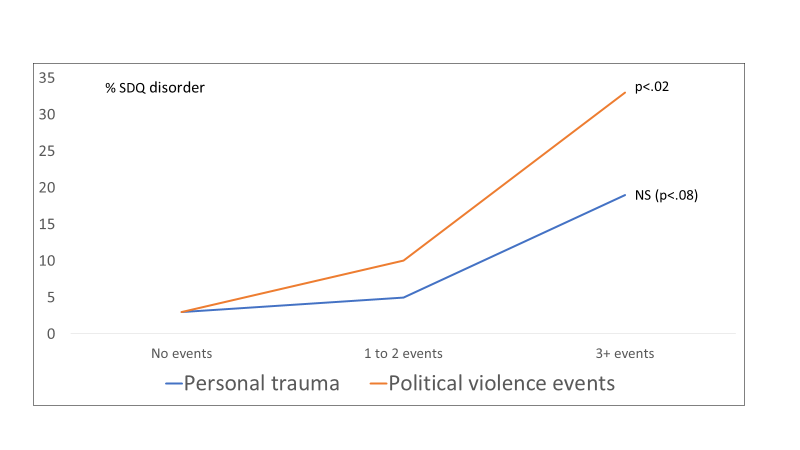 35
% SDQ disorder
p<.02
30
25
20
NS (p<.08)
15
10
5
0
No events 1 to 2 events 3+ events
Personal trauma Political violence events